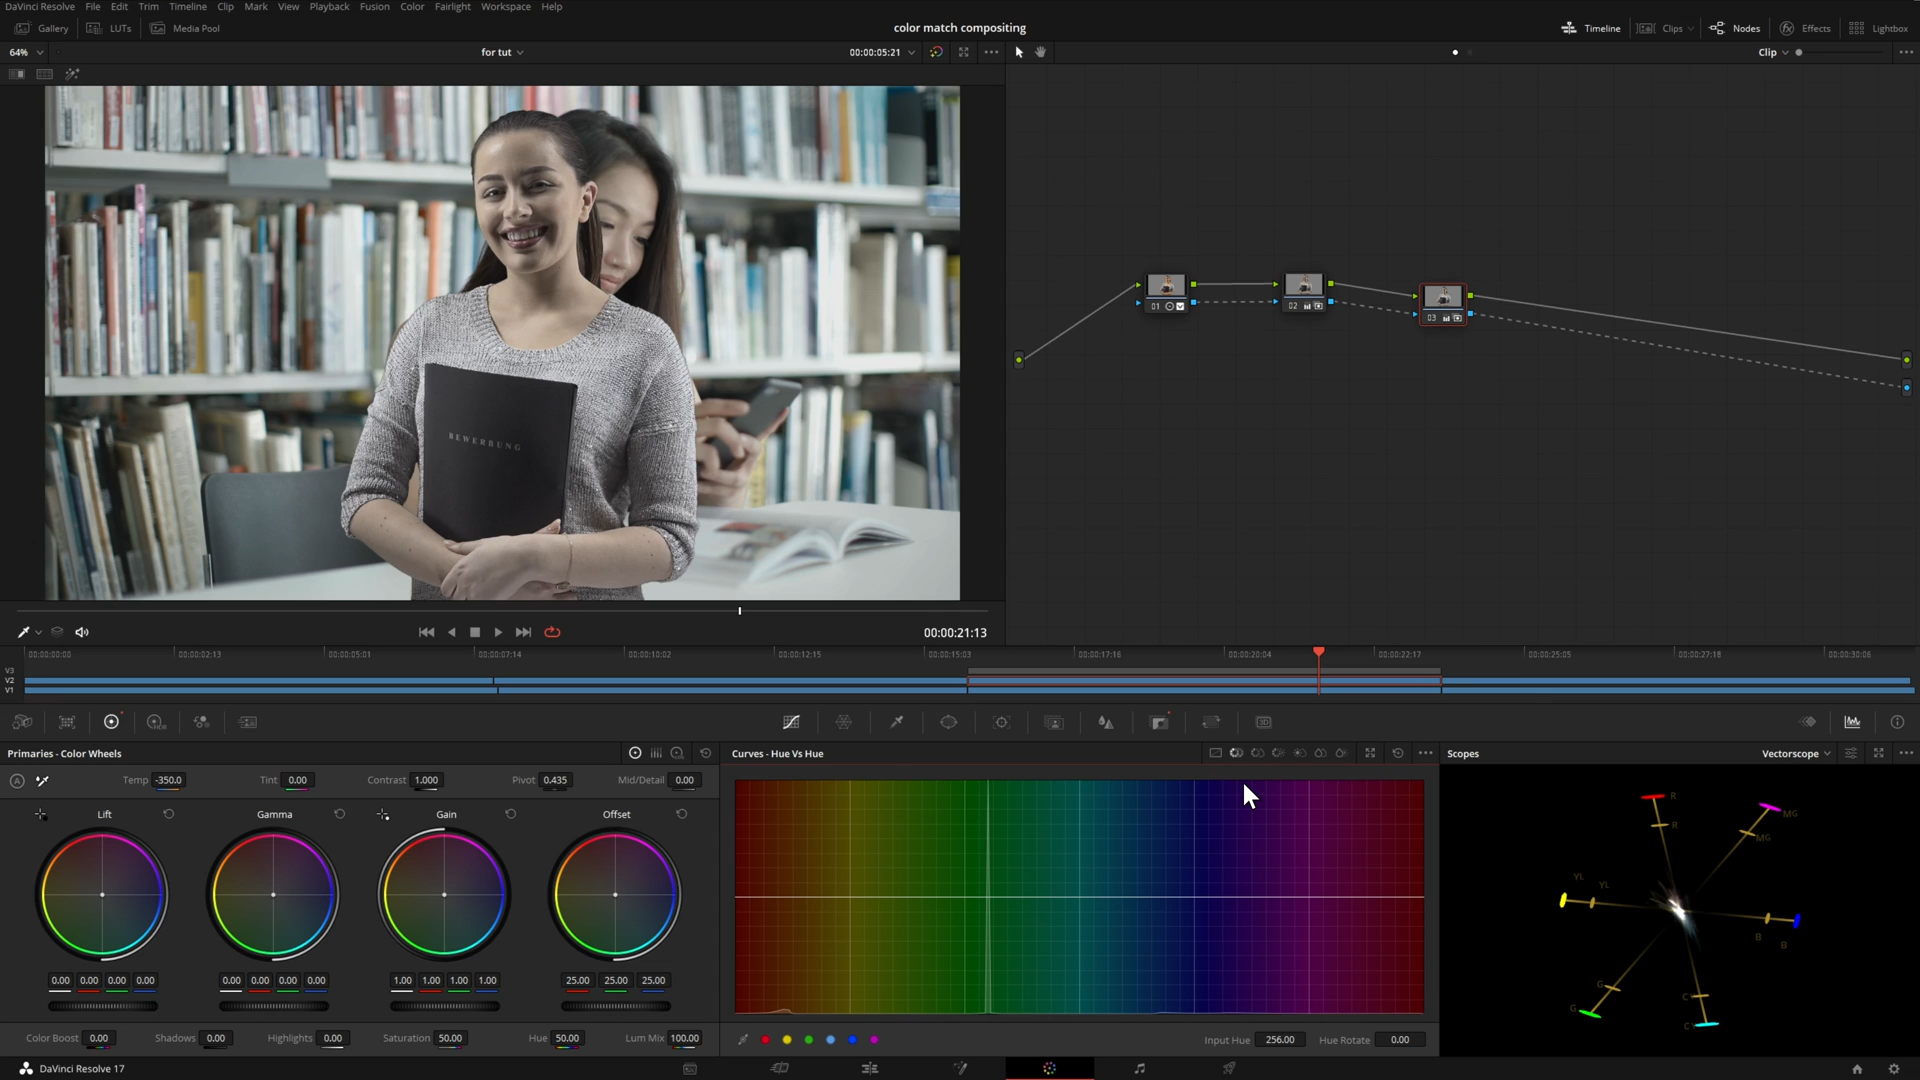 DaVinci Resolve File Edit Trim Timeline Clip Mark View Playback Fusion Color Fairlight Workspace Help
Gallery LUTs Media Pool color match compositing Timeline Clips Nodes Effects Lightbox
64% for tut 00:00:05:21 Clip
BEWERBUNG
01 02 03
00:00:21:13
00:00:00:00 00:00:02:13 00:00:05:01 00:00:07:14 00:00:10:02 00:00:12:15 00:00:15:03 00:00:17:16 00:00:20:04 00:00:22:17 00:00:25:05 00:00:27:18 00:00:30:06
V3
V2
V1
HDR
3D
Primaries - Color Wheels Curves - Hue Vs Hue Scopes Vectorscope
A Temp -350.0 Tint 0.00 Contrast 1.000 Pivot 0.435 Mid/Detail 0.00
Lift Gamma Gain Offset
R MG
R MG
YL YL
B B
G G
CY CY
0.00 0.00 0.00 0.00 0.00 0.00 0.00 0.00 1.00 1.00 1.00 1.00 25.00 25.00 25.00
Color Boost 0.00 Shadows 0.00 Highlights 0.00 Saturation 50.00 Hue 50.00 Lum Mix 100.00 Input Hue 256.00 Hue Rotate 0.00
DaVinci Resolve 17